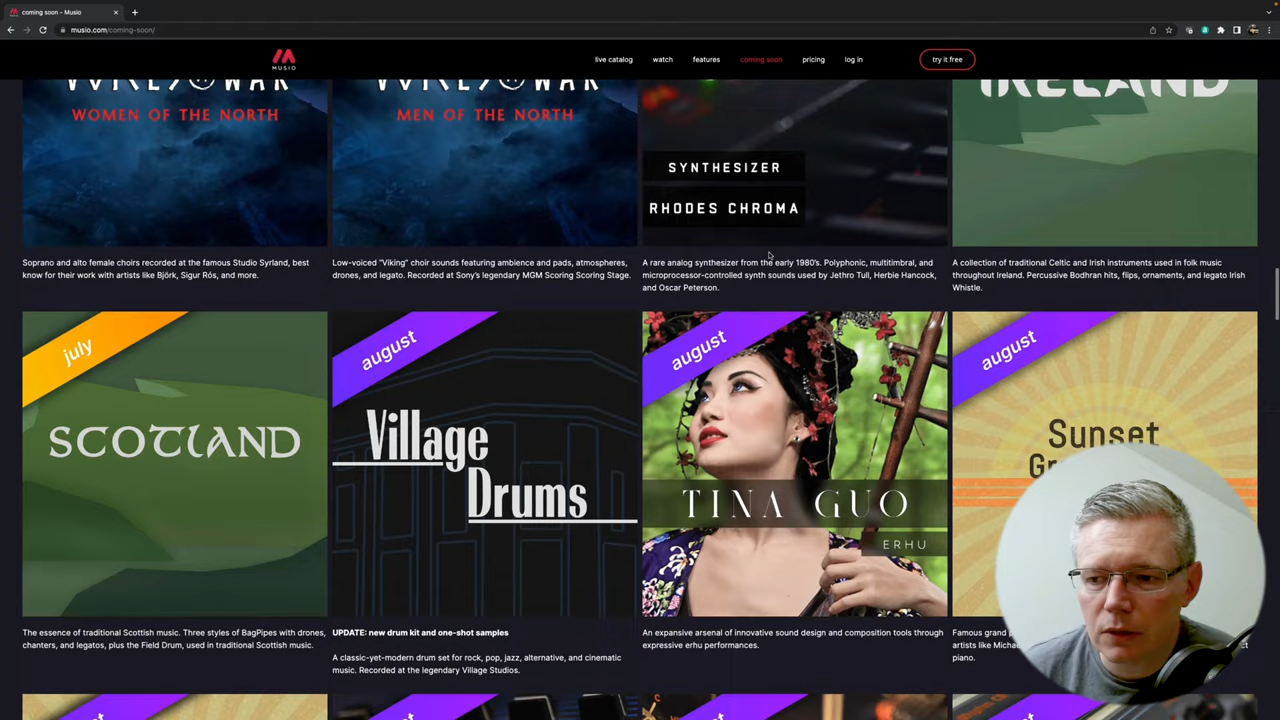 coming soon – Musio
musio.com/coming-soon/
MUSIO
live catalog
watch
features
coming soon
pricing
log in
try it free
WOMEN OF THE NORTH
MEN OF THE NORTH
SYNTHESIZER
RHODES CHROMA
IRELAND
Soprano and alto female choirs recorded at the famous Studio Syrland, best
know for their work with artists like Björk, Sigur Rós, and more.
Low-voiced "Viking" choir sounds featuring ambience and pads, atmospheres,
drones, and legato. Recorded at Sony's legendary MGM Scoring Scoring Stage.
A rare analog synthesizer from the early 1980's. Polyphonic, multitimbral, and
microprocessor-controlled synth sounds used by Jethro Tull, Herbie Hancock,
and Oscar Peterson.
A collection of traditional Celtic and Irish instruments used in folk music
throughout Ireland. Percussive Bodhran hits, flips, ornaments, and legato Irish
Whistle.
july
SCOTLAND
august
Village
Drums
august
TINA GUO
ERHU
august
Sunset
The essence of traditional Scottish music. Three styles of BagPipes with drones,
chanters, and legatos, plus the Field Drum, used in traditional Scottish music.
UPDATE: new drum kit and one-shot samples
A classic-yet-modern drum set for rock, pop, jazz, alternative, and cinematic
music. Recorded at the legendary Village Studios.
An expansive arsenal of innovative sound design and composition tools through
expressive erhu performances.
Famous grand
artists like
piano.